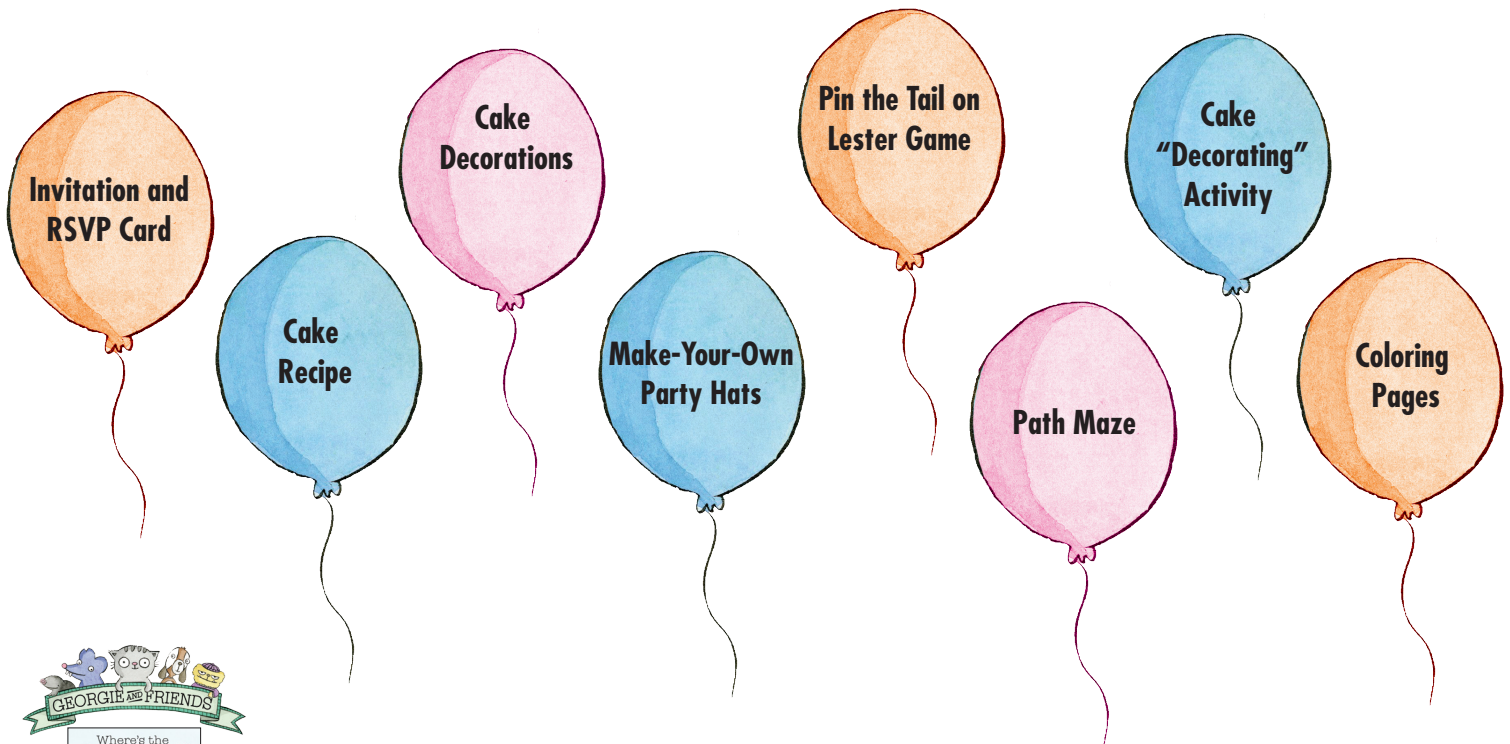 Invitation and
RSVP Card
Cake
Recipe
Cake
Decorations
Make-Your-Own
Party Hats
Pin the Tail on
Lester Game
Path Maze
Cake
“Decorating”
Activity
Coloring
Pages
GEORGIE AND FRIENDS
Where's the